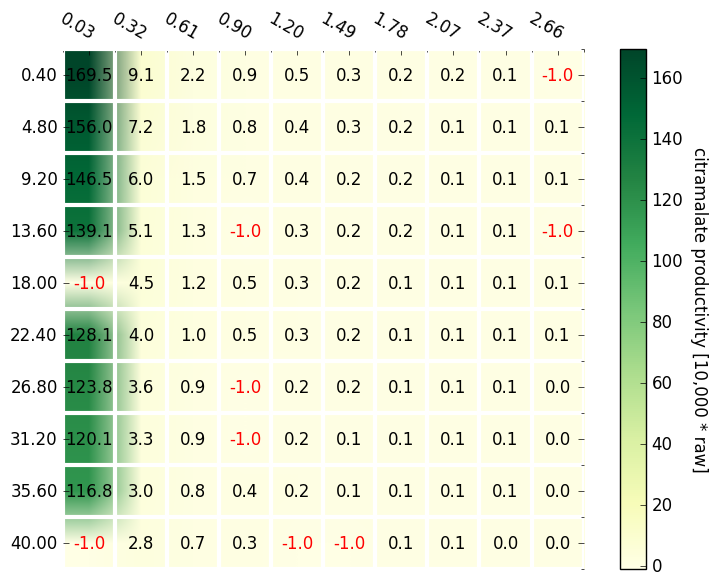 0.03 0.32 0.61 0.90 1.20 1.49 1.78 2.07 2.37 2.66
0.40 169.5 9.1 2.2 0.9 0.5 0.3 0.2 0.2 0.1 -1.0
4.80 156.0 7.2 1.8 0.8 0.4 0.3 0.2 0.1 0.1 0.1
9.20 146.5 6.0 1.5 0.7 0.4 0.2 0.2 0.1 0.1 0.1
13.60 139.1 5.1 1.3 -1.0 0.3 0.2 0.2 0.1 0.1 -1.0
18.00 -1.0 4.5 1.2 0.5 0.3 0.2 0.1 0.1 0.1 0.1
22.40 128.1 4.0 1.0 0.5 0.3 0.2 0.1 0.1 0.1 0.1
26.80 123.8 3.6 0.9 -1.0 0.2 0.2 0.1 0.1 0.1 0.0
31.20 120.1 3.3 0.9 -1.0 0.2 0.1 0.1 0.1 0.1 0.0
35.60 116.8 3.0 0.8 0.4 0.2 0.1 0.1 0.1 0.1 0.0
40.00 -1.0 2.8 0.7 0.3 -1.0 -1.0 0.1 0.1 0.0 0.0
160
140
120
100
80
60
40
20
0
citramalate productivity [10,000 * raw]